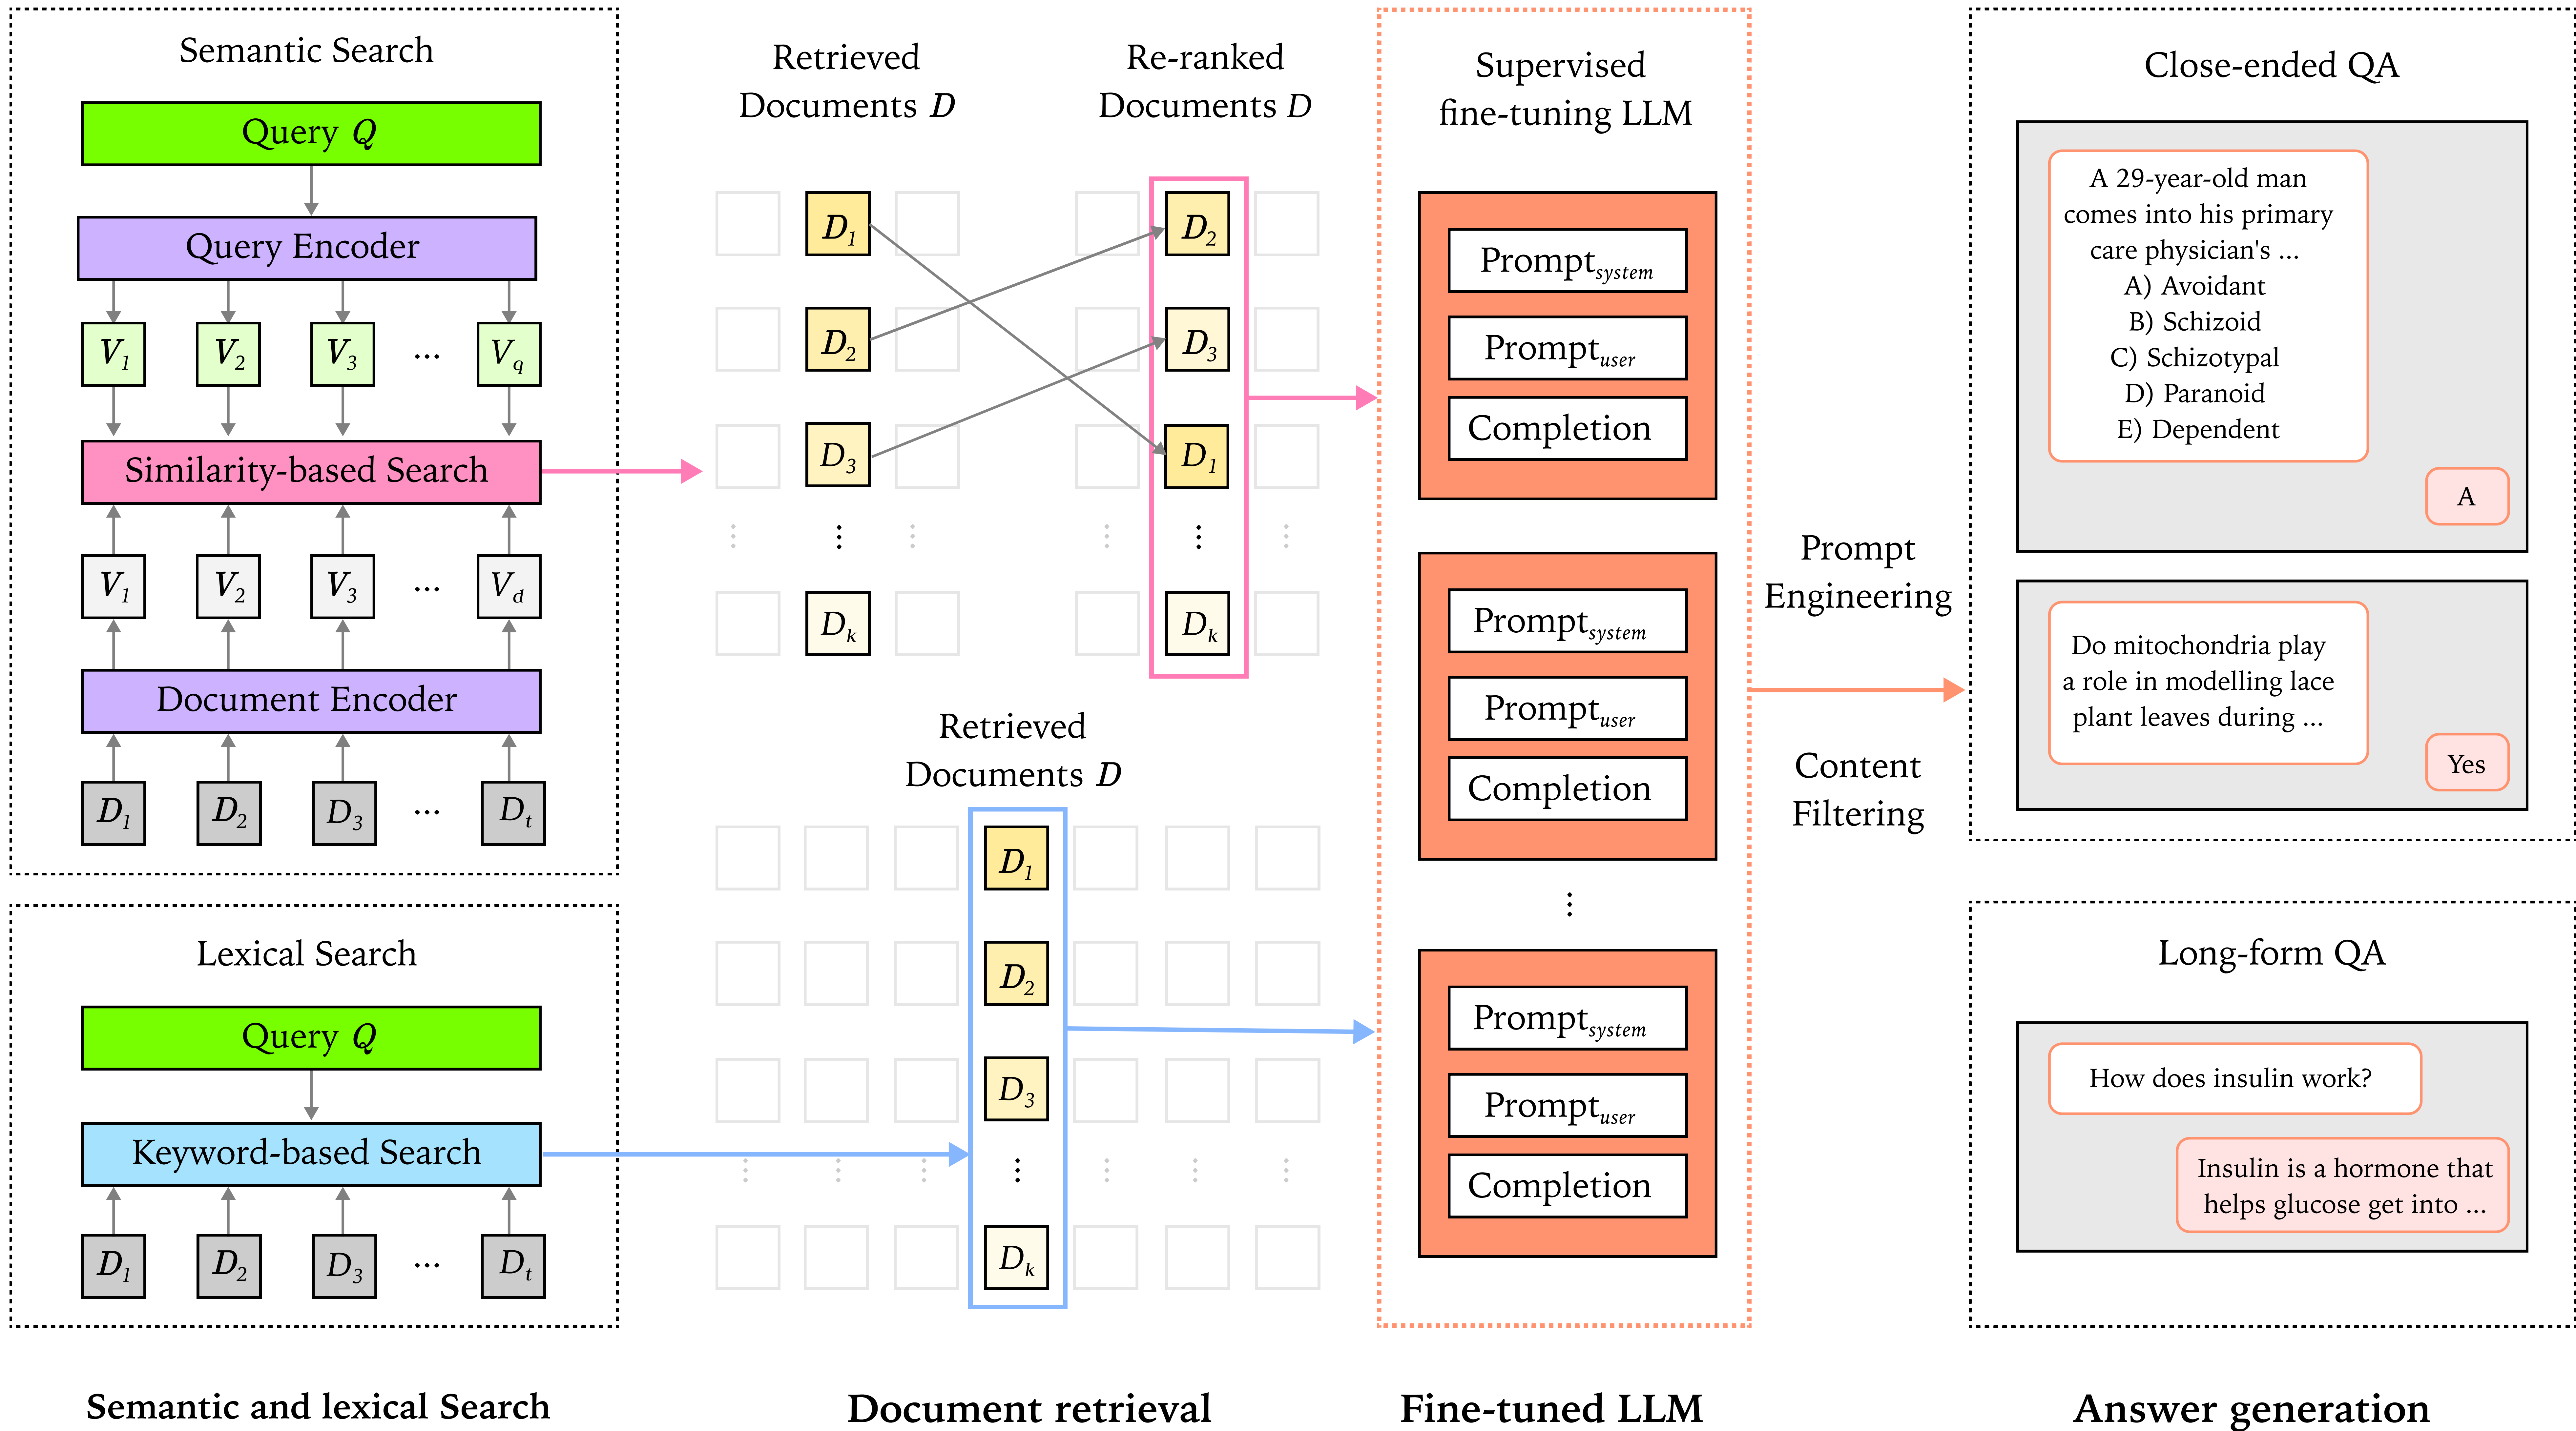 Semantic Search
Query Q
Query Encoder
V1 V2 V3 ... Vq
Similarity-based Search
V1 V2 V3 ... Vd
Document Encoder
D1 D2 D3 ... Dt
Lexical Search
Query Q
Keyword-based Search
D1 D2 D3 ... Dt
Semantic and lexical Search
Retrieved
Documents D
D1
D2
D3
⋮
Dk
Re-ranked
Documents D
D2
D3
D1
⋮
Dk
Retrieved
Documents D
D1
D2
D3
⋮
Dk
Document retrieval
Supervised
fine-tuning LLM
Promptsystem
Promptuser
Completion
Promptsystem
Promptuser
Completion
⋮
Promptsystem
Promptuser
Completion
Fine-tuned LLM
Prompt
Engineering
Content
Filtering
Close-ended QA
A 29-year-old man
comes into his primary
care physician's ...
A) Avoidant
B) Schizoid
C) Schizotypal
D) Paranoid
E) Dependent
A
Do mitochondria play
a role in modelling lace
plant leaves during ...
Yes
Long-form QA
How does insulin work?
Insulin is a hormone that
helps glucose get into ...
Answer generation